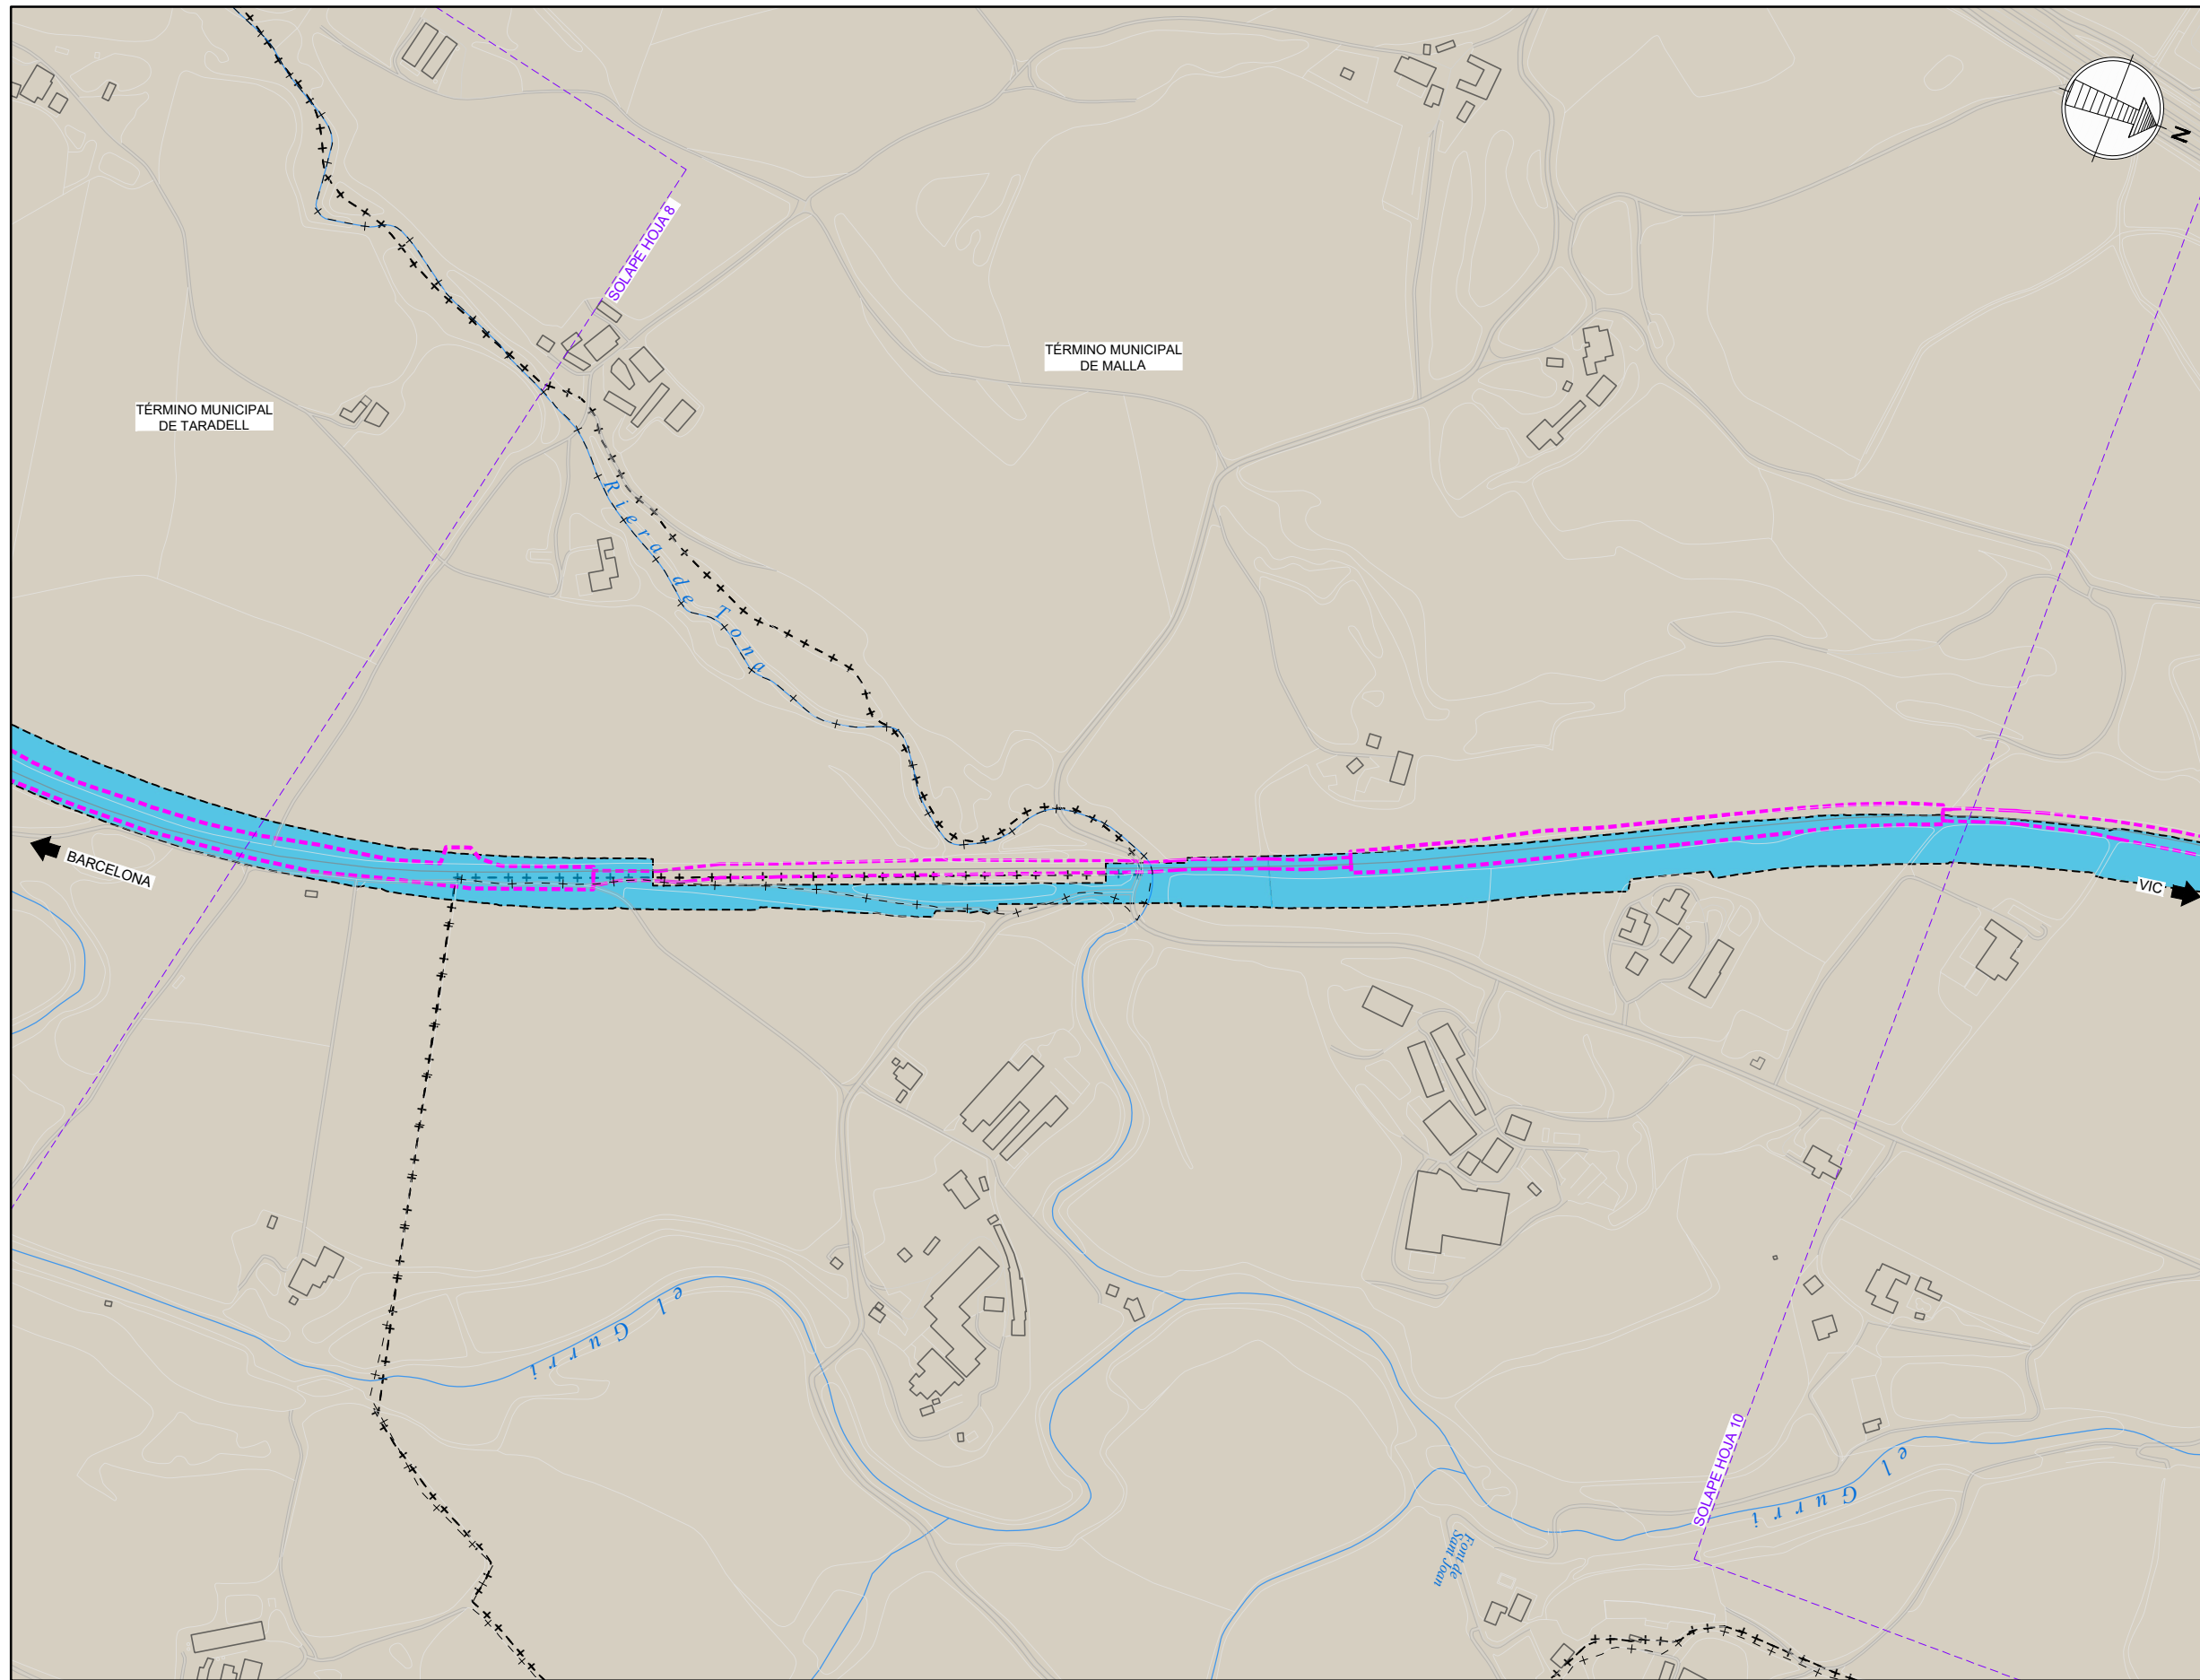 N
SOLAPE HOJA 8
TÉRMINO MUNICIPAL
DE MALLA
TÉRMINO MUNICIPAL
DE TARADELL
Riera de Tona
BARCELONA
VIC
el Gurri
SOLAPE HOJA 10
el Gurri
Font de
Sant Joan